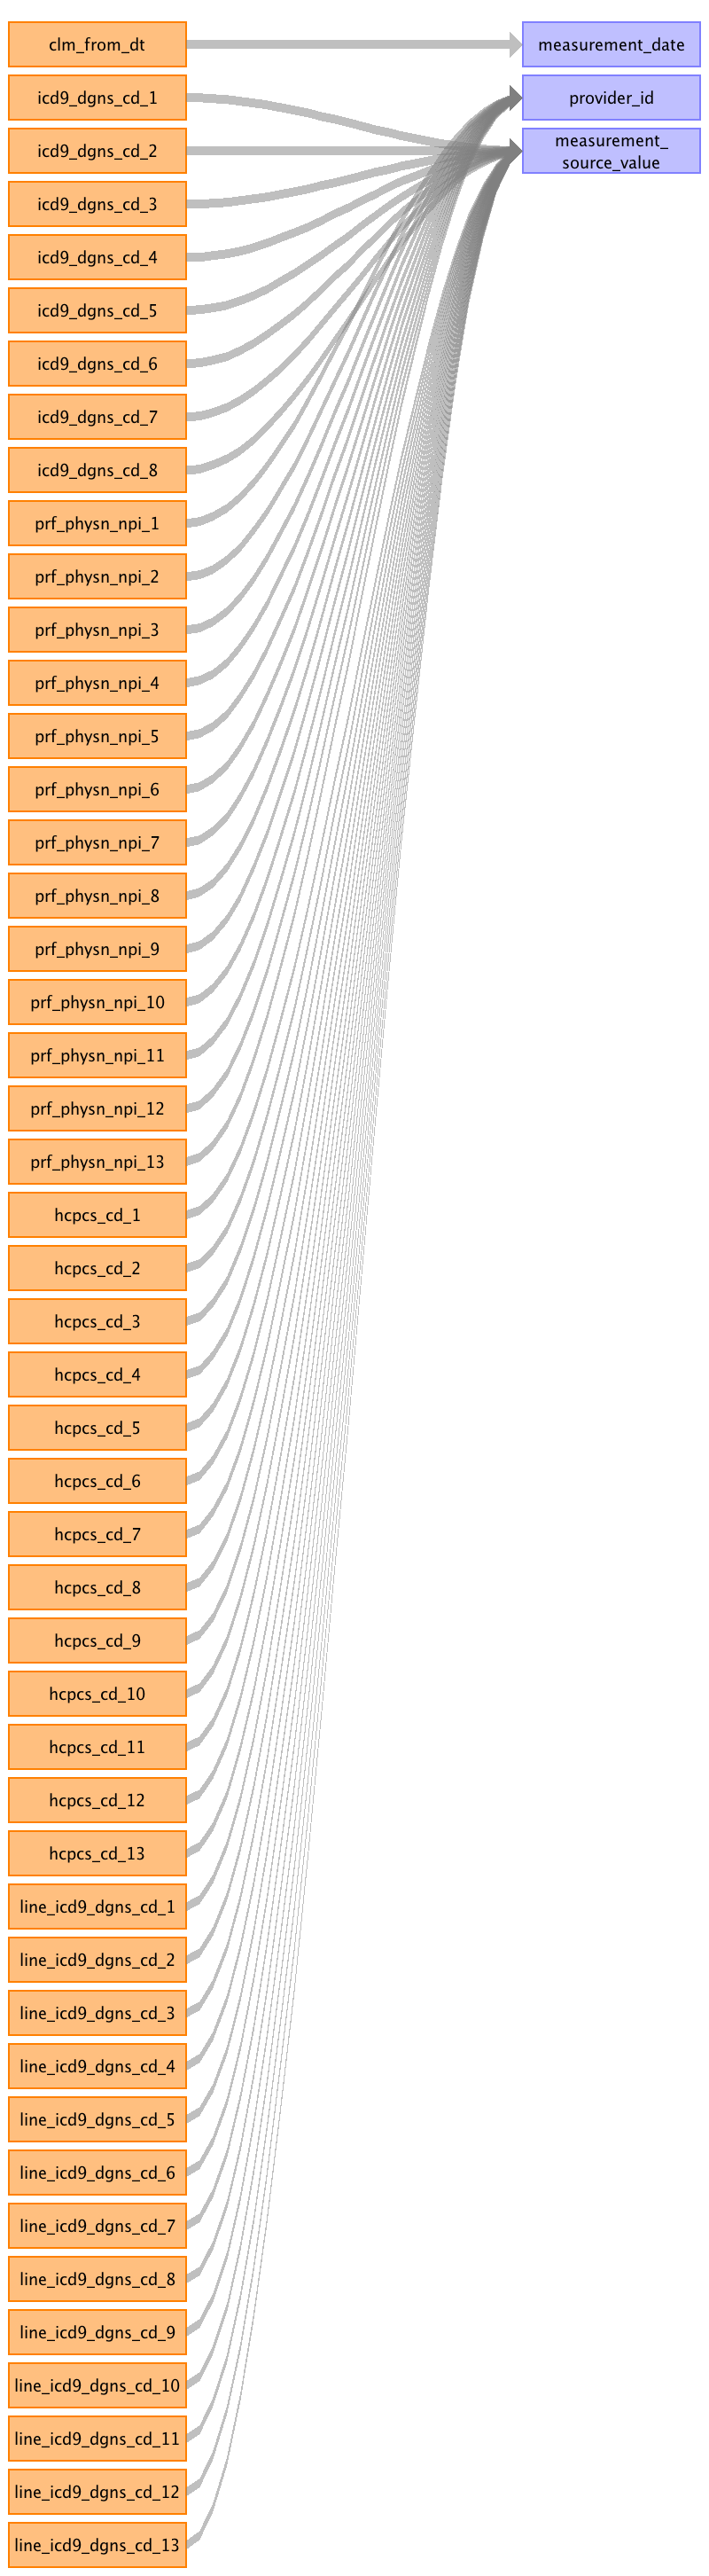 clm_from_dt
measurement_date
icd9_dgns_cd_1
provider_id
icd9_dgns_cd_2
measurement_
source_value
icd9_dgns_cd_3
icd9_dgns_cd_4
icd9_dgns_cd_5
icd9_dgns_cd_6
icd9_dgns_cd_7
icd9_dgns_cd_8
prf_physn_npi_1
prf_physn_npi_2
prf_physn_npi_3
prf_physn_npi_4
prf_physn_npi_5
prf_physn_npi_6
prf_physn_npi_7
prf_physn_npi_8
prf_physn_npi_9
prf_physn_npi_10
prf_physn_npi_11
prf_physn_npi_12
prf_physn_npi_13
hcpcs_cd_1
hcpcs_cd_2
hcpcs_cd_3
hcpcs_cd_4
hcpcs_cd_5
hcpcs_cd_6
hcpcs_cd_7
hcpcs_cd_8
hcpcs_cd_9
hcpcs_cd_10
hcpcs_cd_11
hcpcs_cd_12
hcpcs_cd_13
line_icd9_dgns_cd_1
line_icd9_dgns_cd_2
line_icd9_dgns_cd_3
line_icd9_dgns_cd_4
line_icd9_dgns_cd_5
line_icd9_dgns_cd_6
line_icd9_dgns_cd_7
line_icd9_dgns_cd_8
line_icd9_dgns_cd_9
line_icd9_dgns_cd_10
line_icd9_dgns_cd_11
line_icd9_dgns_cd_12
line_icd9_dgns_cd_13